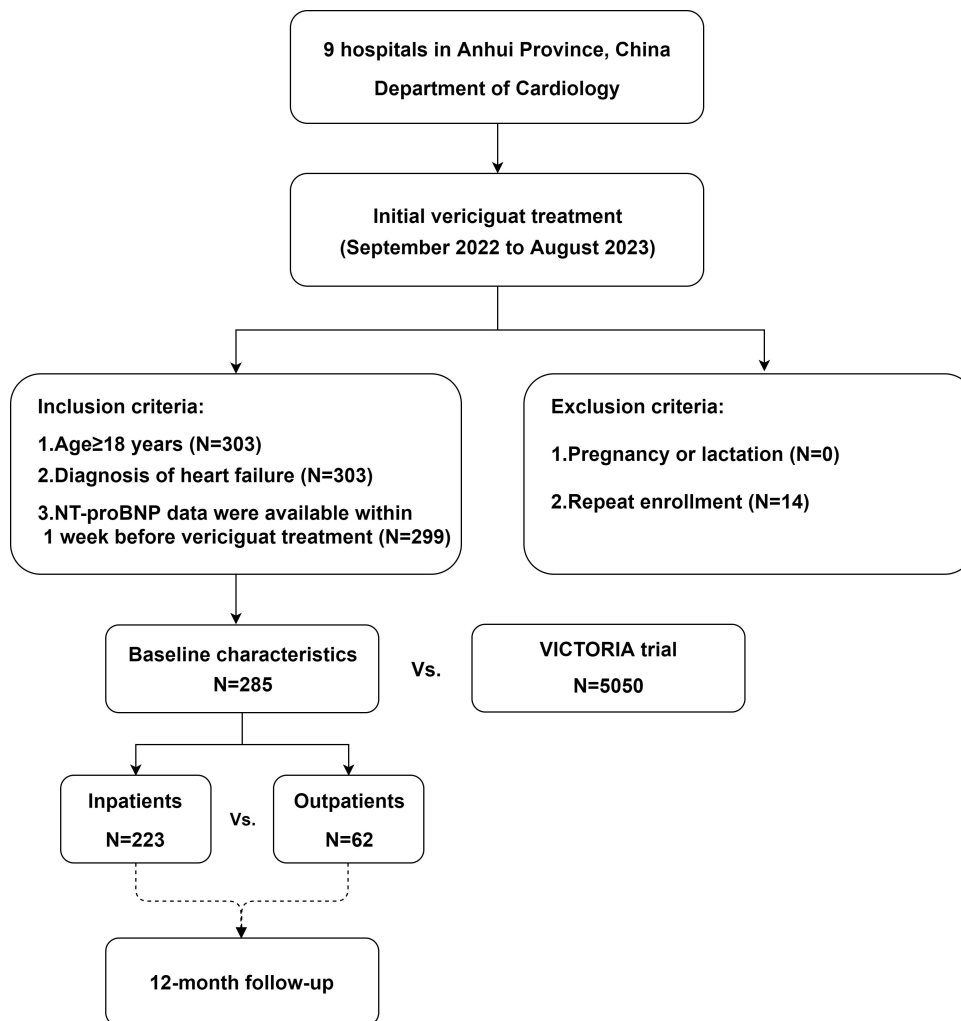 9 hospitals in Anhui Province, China
Department of Cardiology
Initial vericiguat treatment
(September 2022 to August 2023)
Inclusion criteria:
1.Age≥18 years (N=303)
2.Diagnosis of heart failure (N=303)
3.NT-proBNP data were available within
1 week before vericiguat treatment (N=299)
Exclusion criteria:
1.Pregnancy or lactation (N=0)
2.Repeat enrollment (N=14)
Baseline characteristics
N=285
Vs.
VICTORIA trial
N=5050
Inpatients
N=223
Vs.
Outpatients
N=62
12-month follow-up